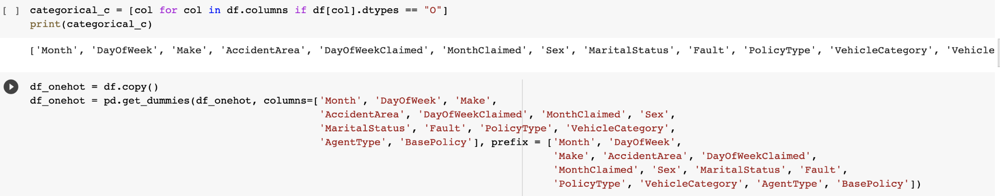 [ ] categorical_c = [col for col in df.columns if df[col].dtypes == "O"]
print(categorical_c)
['Month', 'DayOfWeek', 'Make', 'AccidentArea', 'DayOfWeekClaimed', 'MonthClaimed', 'Sex', 'MaritalStatus', 'Fault', 'PolicyType', 'VehicleCategory', 'Vehicle
df_onehot = df.copy()
df_onehot = pd.get_dummies(df_onehot, columns=['Month', 'DayOfWeek', 'Make',
'AccidentArea', 'DayOfWeekClaimed', 'MonthClaimed', 'Sex',
'MaritalStatus', 'Fault', 'PolicyType', 'VehicleCategory',
'AgentType', 'BasePolicy'], prefix = ['Month', 'DayOfWeek',
'Make', 'AccidentArea', 'DayOfWeekClaimed',
'MonthClaimed', 'Sex', 'MaritalStatus', 'Fault',
'PolicyType', 'VehicleCategory', 'AgentType', 'BasePolicy'])